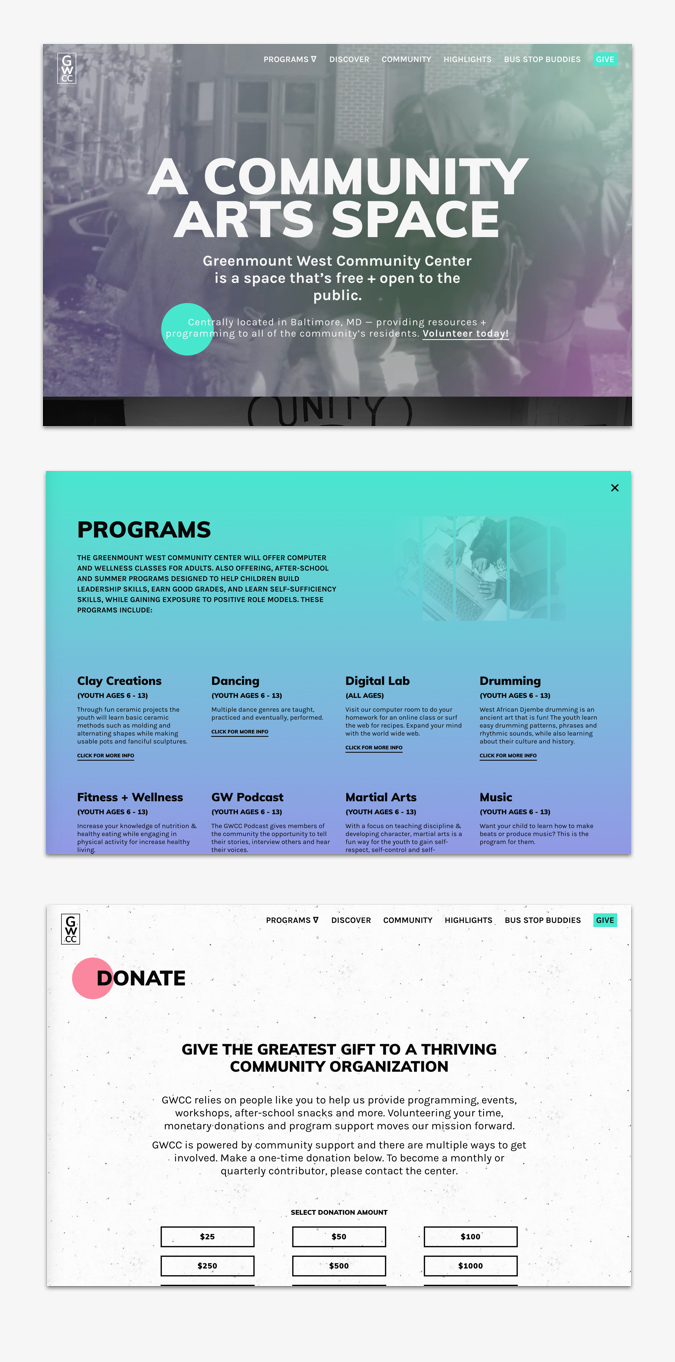 G
W
CC
PROGRAMS ∇ DISCOVER COMMUNITY HIGHLIGHTS BUS STOP BUDDIES GIVE
A COMMUNITY
ARTS SPACE
Greenmount West Community Center
is a space that’s free + open to the
public.
Centrally located in Baltimore, MD — providing resources +
programming to all of the community’s residents. Volunteer today!
UNITY
×
PROGRAMS
THE GREENMOUNT WEST COMMUNITY CENTER WILL OFFER COMPUTER
AND WELLNESS CLASSES FOR ADULTS. ALSO OFFERING, AFTER-SCHOOL
AND SUMMER PROGRAMS DESIGNED TO HELP CHILDREN BUILD
LEADERSHIP SKILLS, EARN GOOD GRADES, AND LEARN SELF-SUFFICIENCY
SKILLS, WHILE GAINING EXPOSURE TO POSITIVE ROLE MODELS. THESE
PROGRAMS INCLUDE:
Clay Creations
(YOUTH AGES 6 - 13)
Through fun ceramic projects the
youth will learn basic ceramic
methods such as molding and
alternating shapes while making
usable pots and fanciful sculptures.
CLICK FOR MORE INFO
Dancing
(YOUTH AGES 6 - 13)
Multiple dance genres are taught,
practiced and eventually, performed.
CLICK FOR MORE INFO
Digital Lab
(ALL AGES)
Visit our computer room to do your
homework for an online class or surf
the web for recipes. Expand your mind
with the world wide web.
CLICK FOR MORE INFO
Drumming
(YOUTH AGES 6 - 13)
West African Djembe drumming is an
ancient art that is fun! The youth learn
easy drumming patterns, phrases and
rhythmic sounds, while also learning
about their culture and history.
CLICK FOR MORE INFO
Fitness + Wellness
(YOUTH AGES 6 - 13)
Increase your knowledge of nutrition &
healthy eating while engaging in
physical activity for increase healthy
living.
GW Podcast
(YOUTH AGES 6 - 13)
The GWCC Podcast gives members of
the community the opportunity to tell
their stories, interview others and hear
their voices.
Martial Arts
(YOUTH AGES 6 - 13)
With a focus on teaching discipline &
developing character, martial arts is a
fun way for the youth to gain self-
respect, self-control and self-
Music
(YOUTH AGES 6 - 13)
Want your child to learn how to make
beats or produce music? This is the
program for them.
G
W
CC
PROGRAMS ∇ DISCOVER COMMUNITY HIGHLIGHTS BUS STOP BUDDIES GIVE
DONATE
GIVE THE GREATEST GIFT TO A THRIVING
COMMUNITY ORGANIZATION
GWCC relies on people like you to help us provide programming, events,
workshops, after-school snacks and more. Volunteering your time,
monetary donations and program support moves our mission forward.
GWCC is powered by community support and there are multiple ways to get
involved. Make a one-time donation below. To become a monthly or
quarterly contributor, please contact the center.
SELECT DONATION AMOUNT
$25 $50 $100
$250 $500 $1000